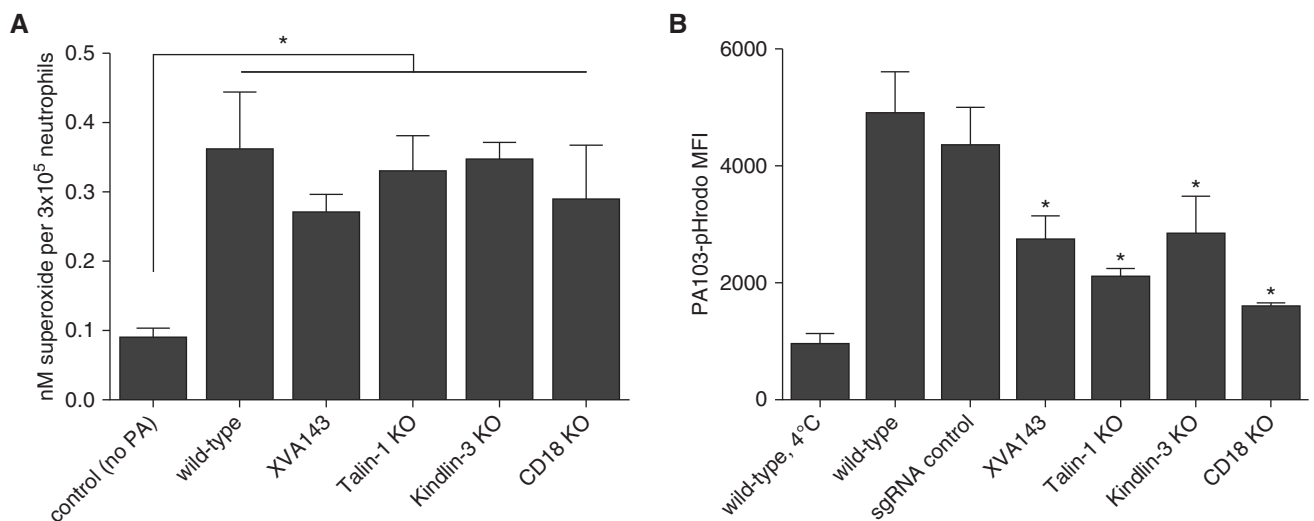 A
*
nM superoxide per 3x10⁵ neutrophils
0.5
0.4
0.3
0.2
0.1
0.0
control (no PA)
wild-type
XVA143
Talin-1 KO
Kindlin-3 KO
CD18 KO
B
PA103-pHrodo MFI
6000
4000
2000
0
*
*
*
*
wild-type, 4°C
wild-type
sgRNA control
XVA143
Talin-1 KO
Kindlin-3 KO
CD18 KO